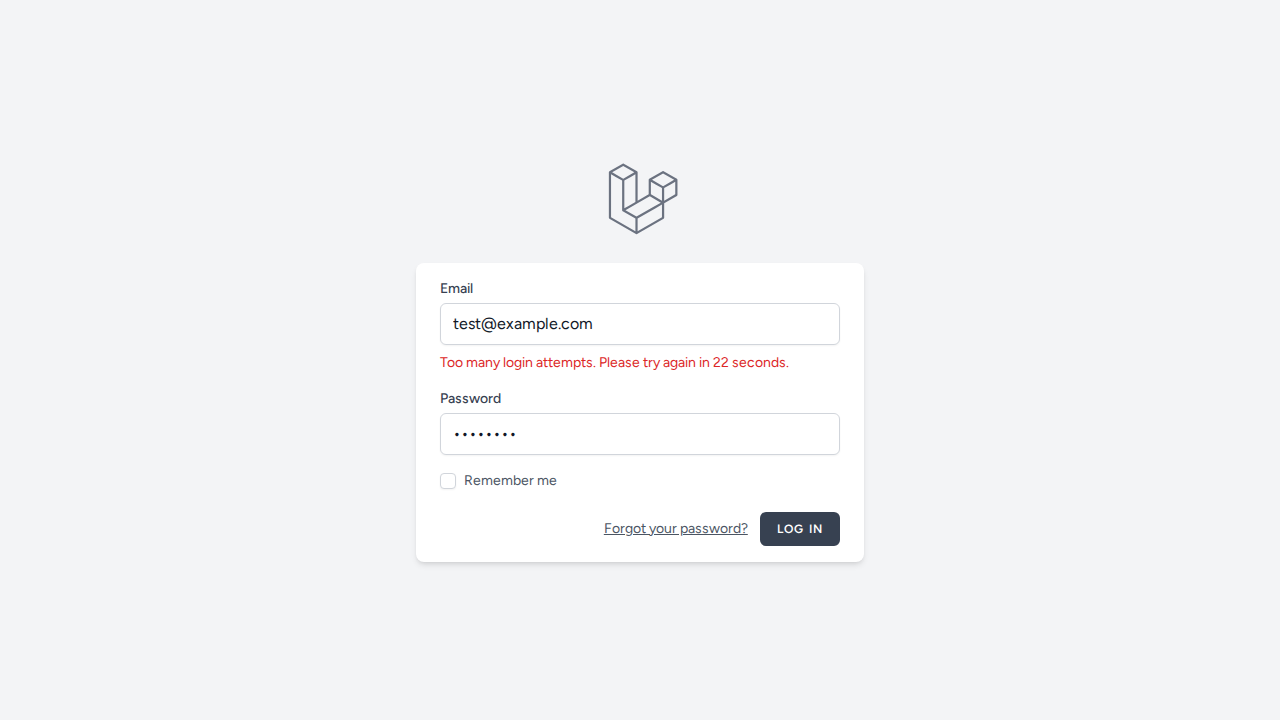 Email
test@example.com
Too many login attempts. Please try again in 22 seconds.
Password
••••••••
Remember me
Forgot your password? LOG IN